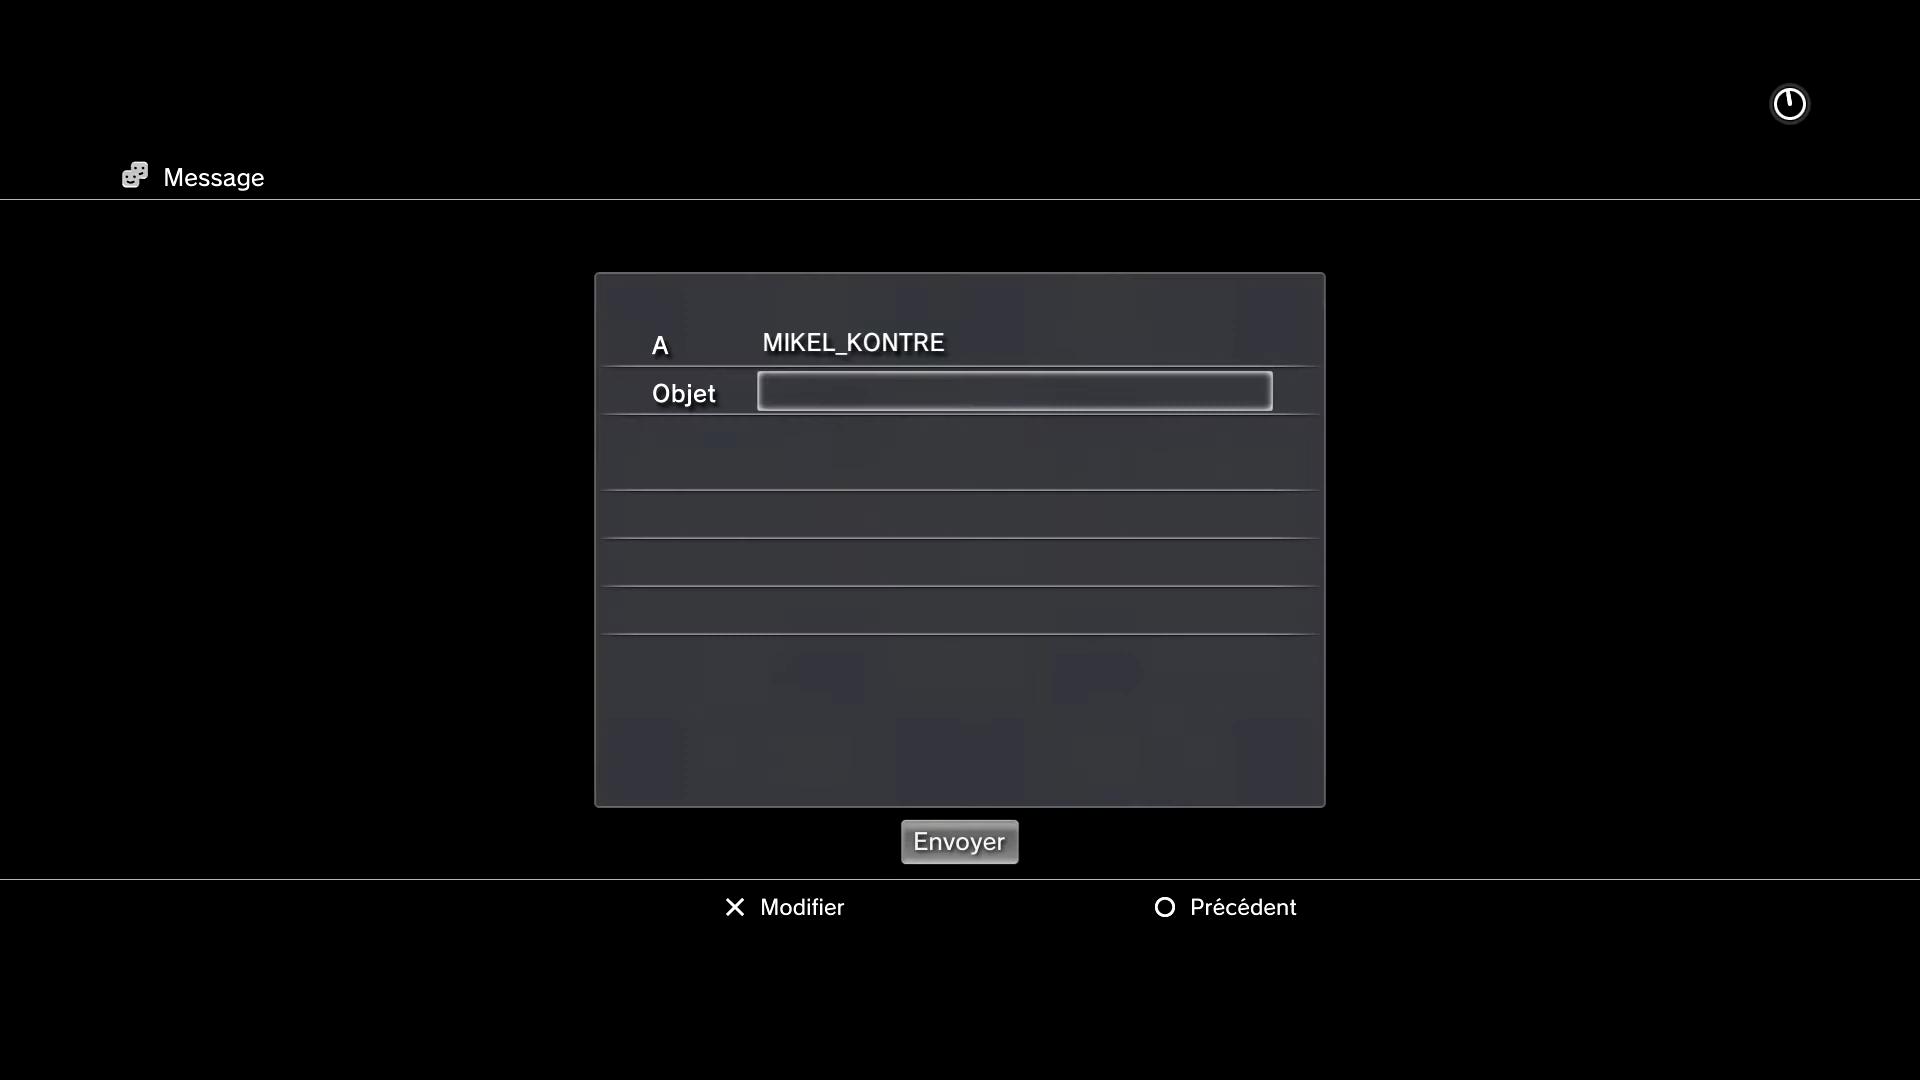 Message
A MIKEL_KONTRE
Objet
Envoyer
Modifier Précédent